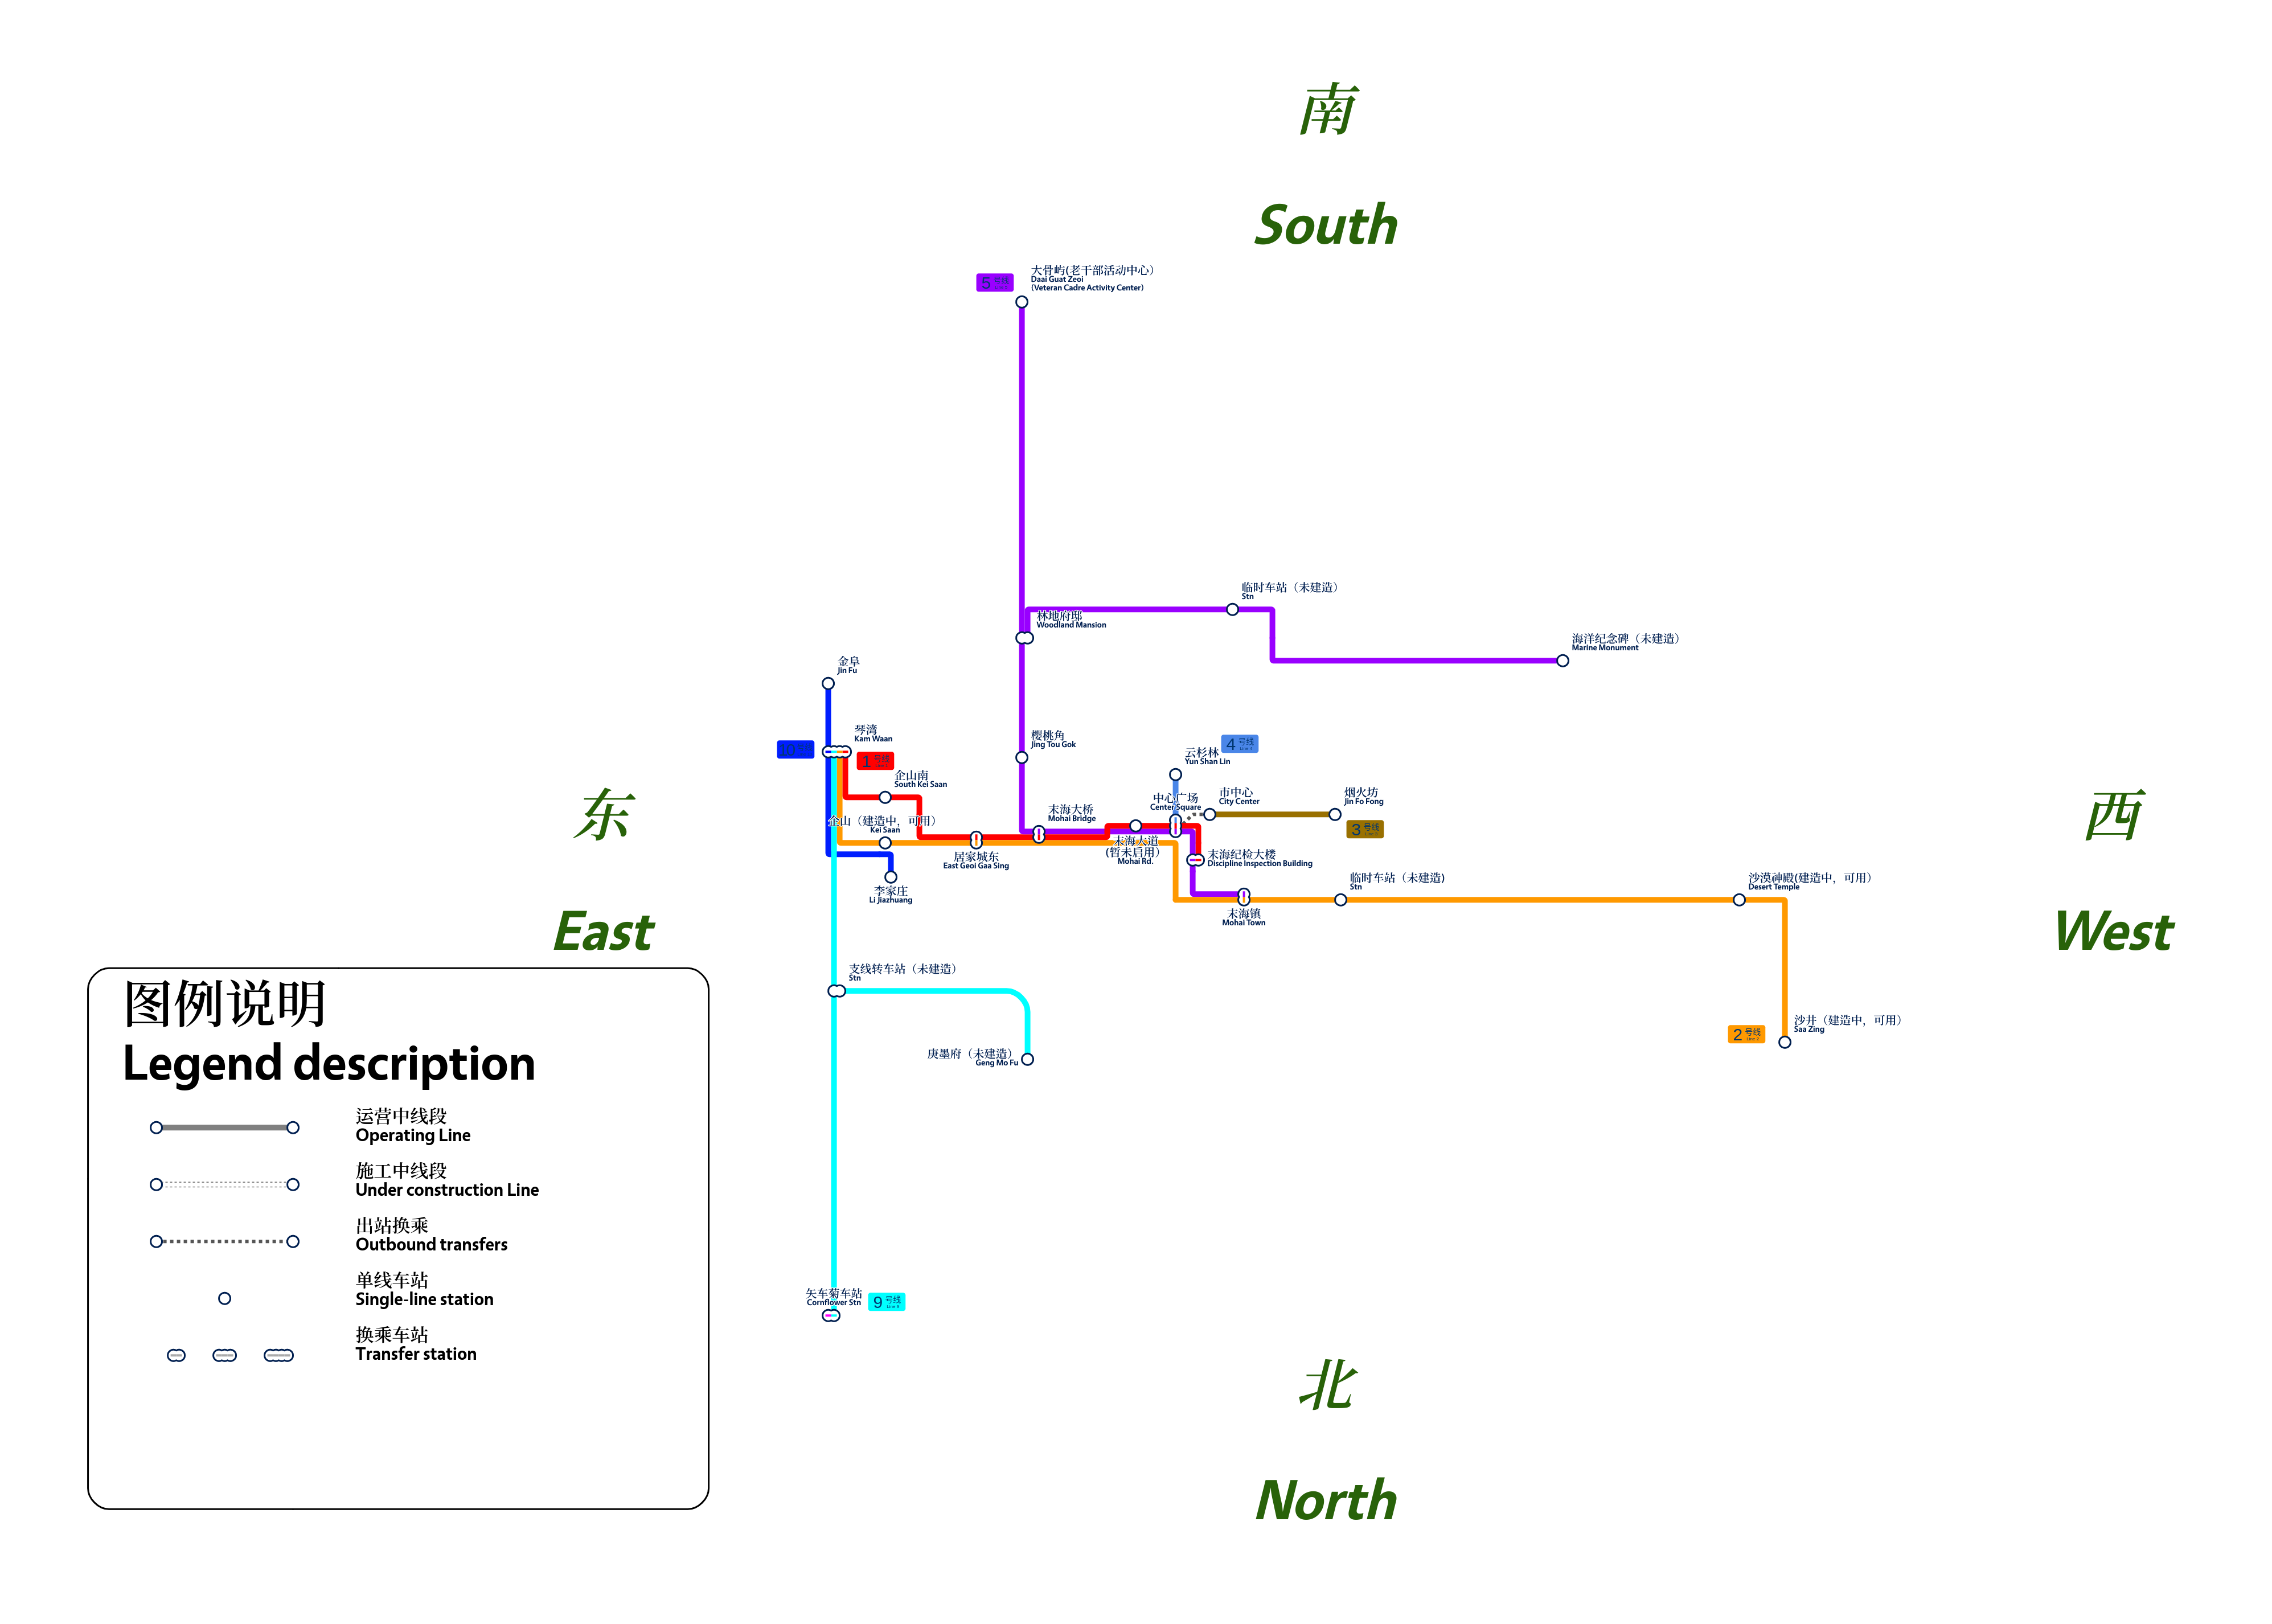 南
South
5 号线
Line 5
大骨屿(老干部活动中心）
Daai Guat Zeoi
(Veteran Cadre Activity Center)
临时车站（未建造）
Stn
林地府邸
Woodland Mansion
海洋纪念碑（未建造）
Marine Monument
金阜
Jin Fu
琴湾
Kam Waan
1 号线
樱桃角
Jing Tou Gok
4 号线
Line 4
云杉林
Yun Shan Lin
企山南
South Kei Saan
中心广场
Center Square
市中心
City Center
烟火坊
Jin Fo Fong
3 号线
Line 3
东
East
西
West
企山（建造中，可用）
Kei Saan
末海大桥
Mohai Bridge
末海大道
(暂未启用）
Mohai Rd.
居家城东
East Geoi Gaa Sing
末海纪检大楼
Discipline Inspection Building
李家庄
Li Jiazhuang
临时车站（未建造)
Stn
沙漠神殿(建造中，可用）
Desert Temple
末海镇
Mohai Town
支线转车站（未建造）
Stn
2 号线
Line 2
沙井（建造中，可用）
Saa Zing
庚墨府（未建造）
Geng Mo Fu
图例说明
Legend description
运营中线段
Operating Line
施工中线段
Under construction Line
出站换乘
Outbound transfers
单线车站
Single-line station
换乘车站
Transfer station
矢车菊车站
Cornflower Stn
9 号线
Line 9
北
North